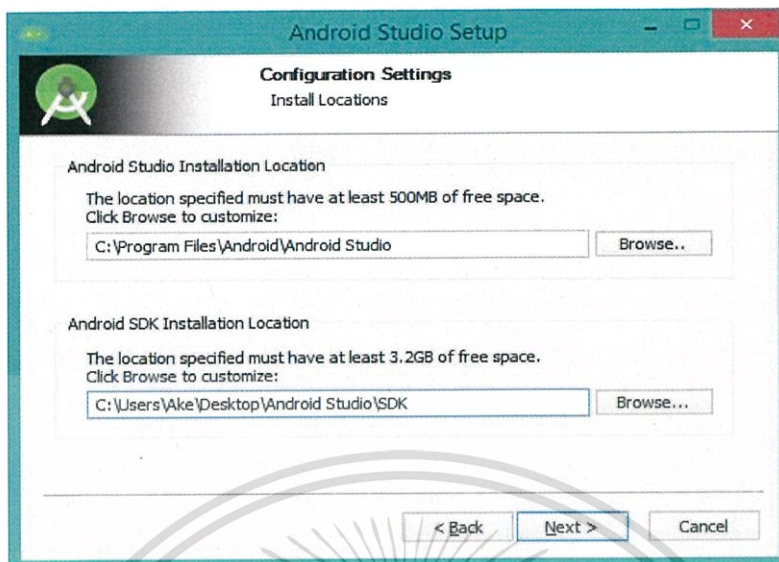 Android Studio Setup
Configuration Settings
Install Locations
Android Studio Installation Location
The location specified must have at least 500MB of free space.
Click Browse to customize:
C:\Program Files\Android\Android Studio
Browse..
Android SDK Installation Location
The location specified must have at least 3.2GB of free space.
Click Browse to customize:
C:\Users\Ake\Desktop\Android Studio\SDK
Browse...
< Back
Next >
Cancel